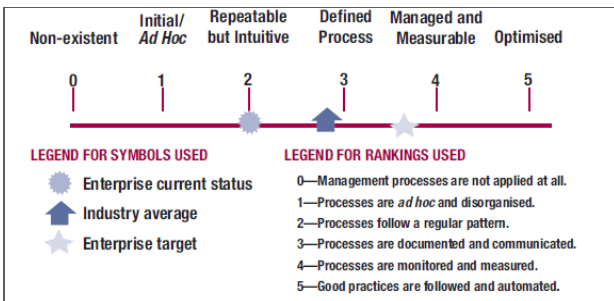 Non-existent
Initial/
Ad Hoc
Repeatable
but Intuitive
Defined
Process
Managed and
Measurable
Optimised
0 1 2 3 4 5
LEGEND FOR SYMBOLS USED
Enterprise current status
Industry average
Enterprise target
LEGEND FOR RANKINGS USED
0—Management processes are not applied at all.
1—Processes are ad hoc and disorganised.
2—Processes follow a regular pattern.
3—Processes are documented and communicated.
4—Processes are monitored and measured.
5—Good practices are followed and automated.